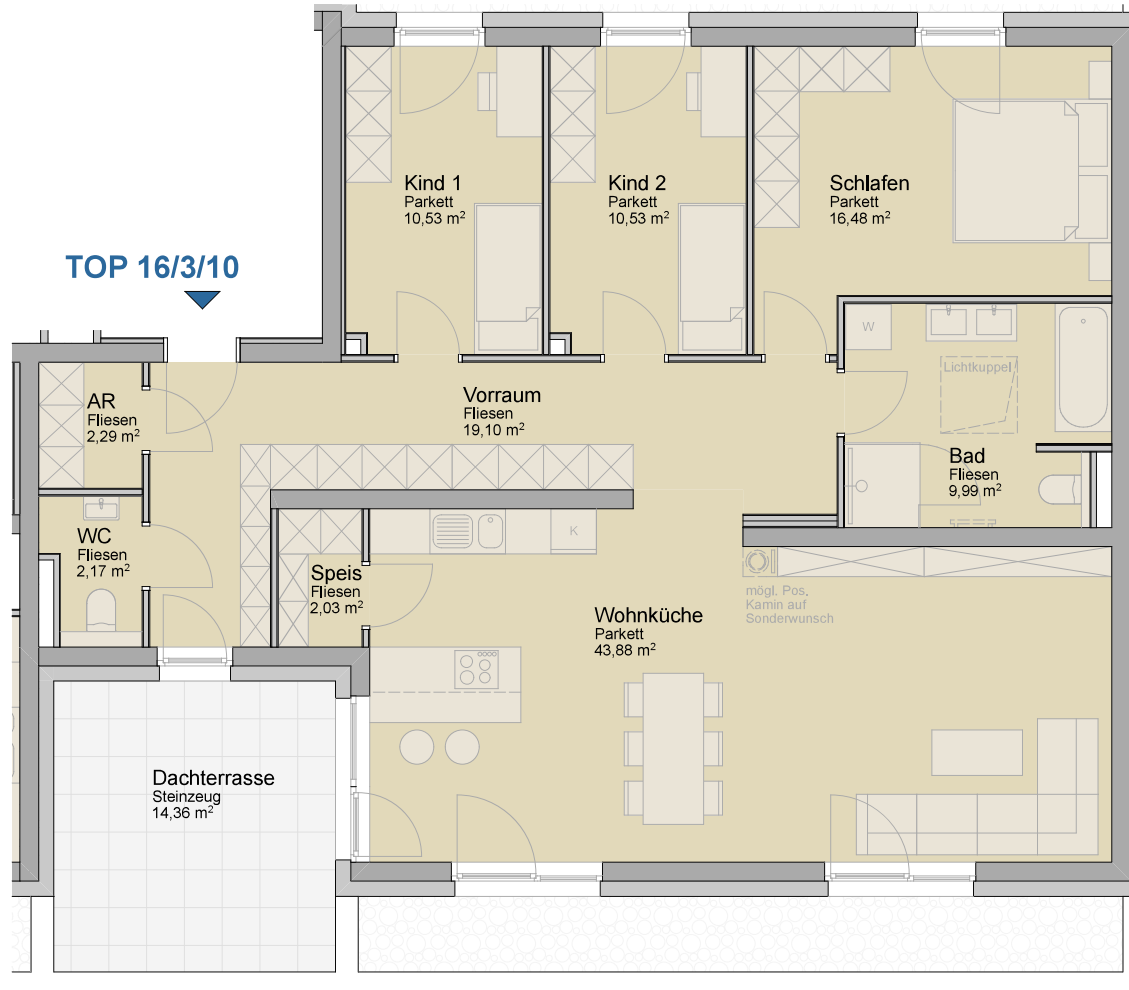 Kind 1
Parkett
10,53 m²
Kind 2
Parkett
10,53 m²
Schlafen
Parkett
16,48 m²
TOP 16/3/10
W
Lichtkuppel
AR
Fliesen
2,29 m²
Vorraum
Fliesen
19,10 m²
Bad
Fliesen
9,99 m²
WC
Fliesen
2,17 m²
K
Speis
Fliesen
2,03 m²
mögl. Pos.
Kamin auf
Sonderwunsch
Wohnküche
Parkett
43,88 m²
Dachterrasse
Steinzeug
14,36 m²